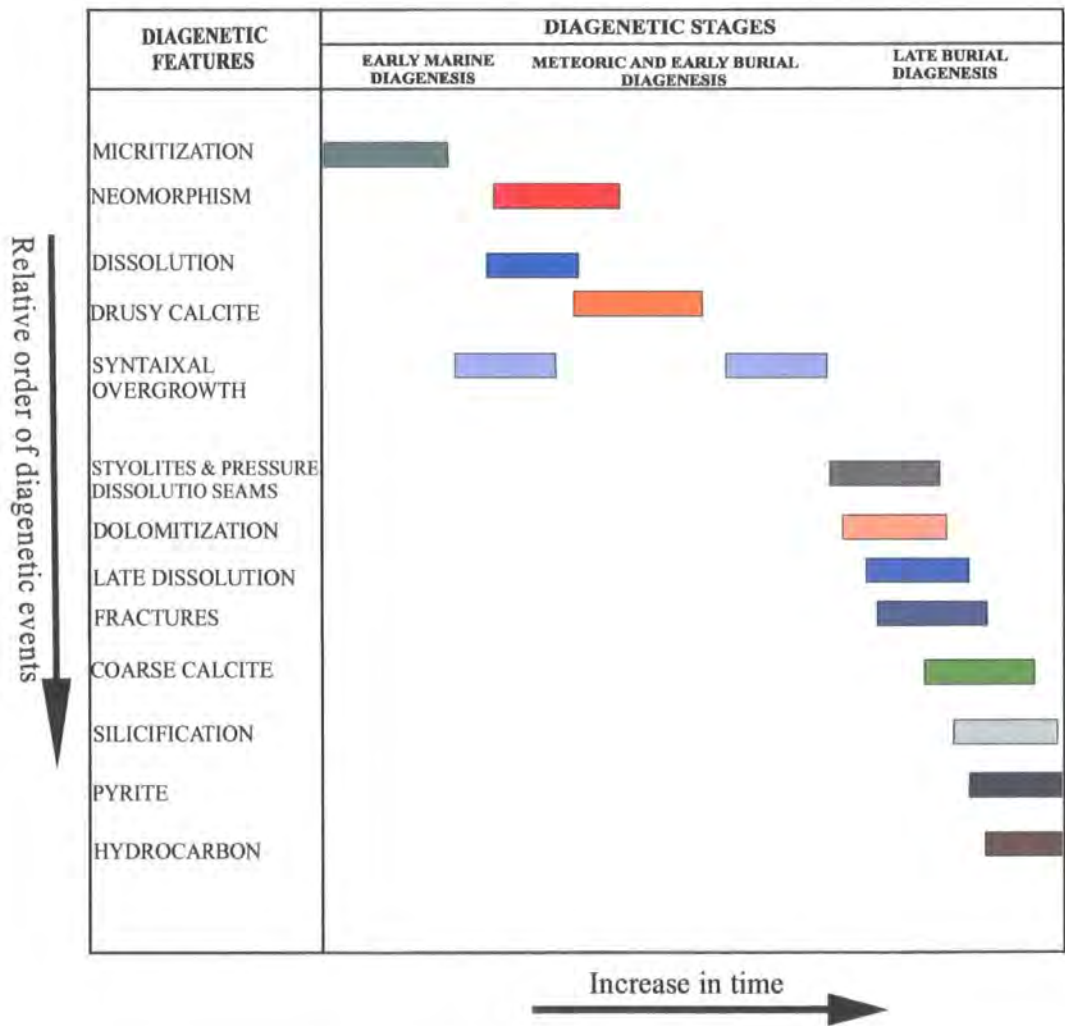 DIAGENETIC
FEATURES
DIAGENETIC STAGES
EARLY MARINE
DIAGENESIS
METEORIC AND EARLY BURIAL
DIAGENESIS
LATE BURIAL
DIAGENESIS
MICRITIZATION
NEOMORPHISM
DISSOLUTION
DRUSY CALCITE
SYNTAIXAL
OVERGROWTH
STYOLITES & PRESSURE
DISSOLUTIO SEAMS
DOLOMITIZATION
LATE DISSOLUTION
FRACTURES
COARSE CALCITE
SILICIFICATION
PYRITE
HYDROCARBON
Relative order of diagenetic events
Increase in time